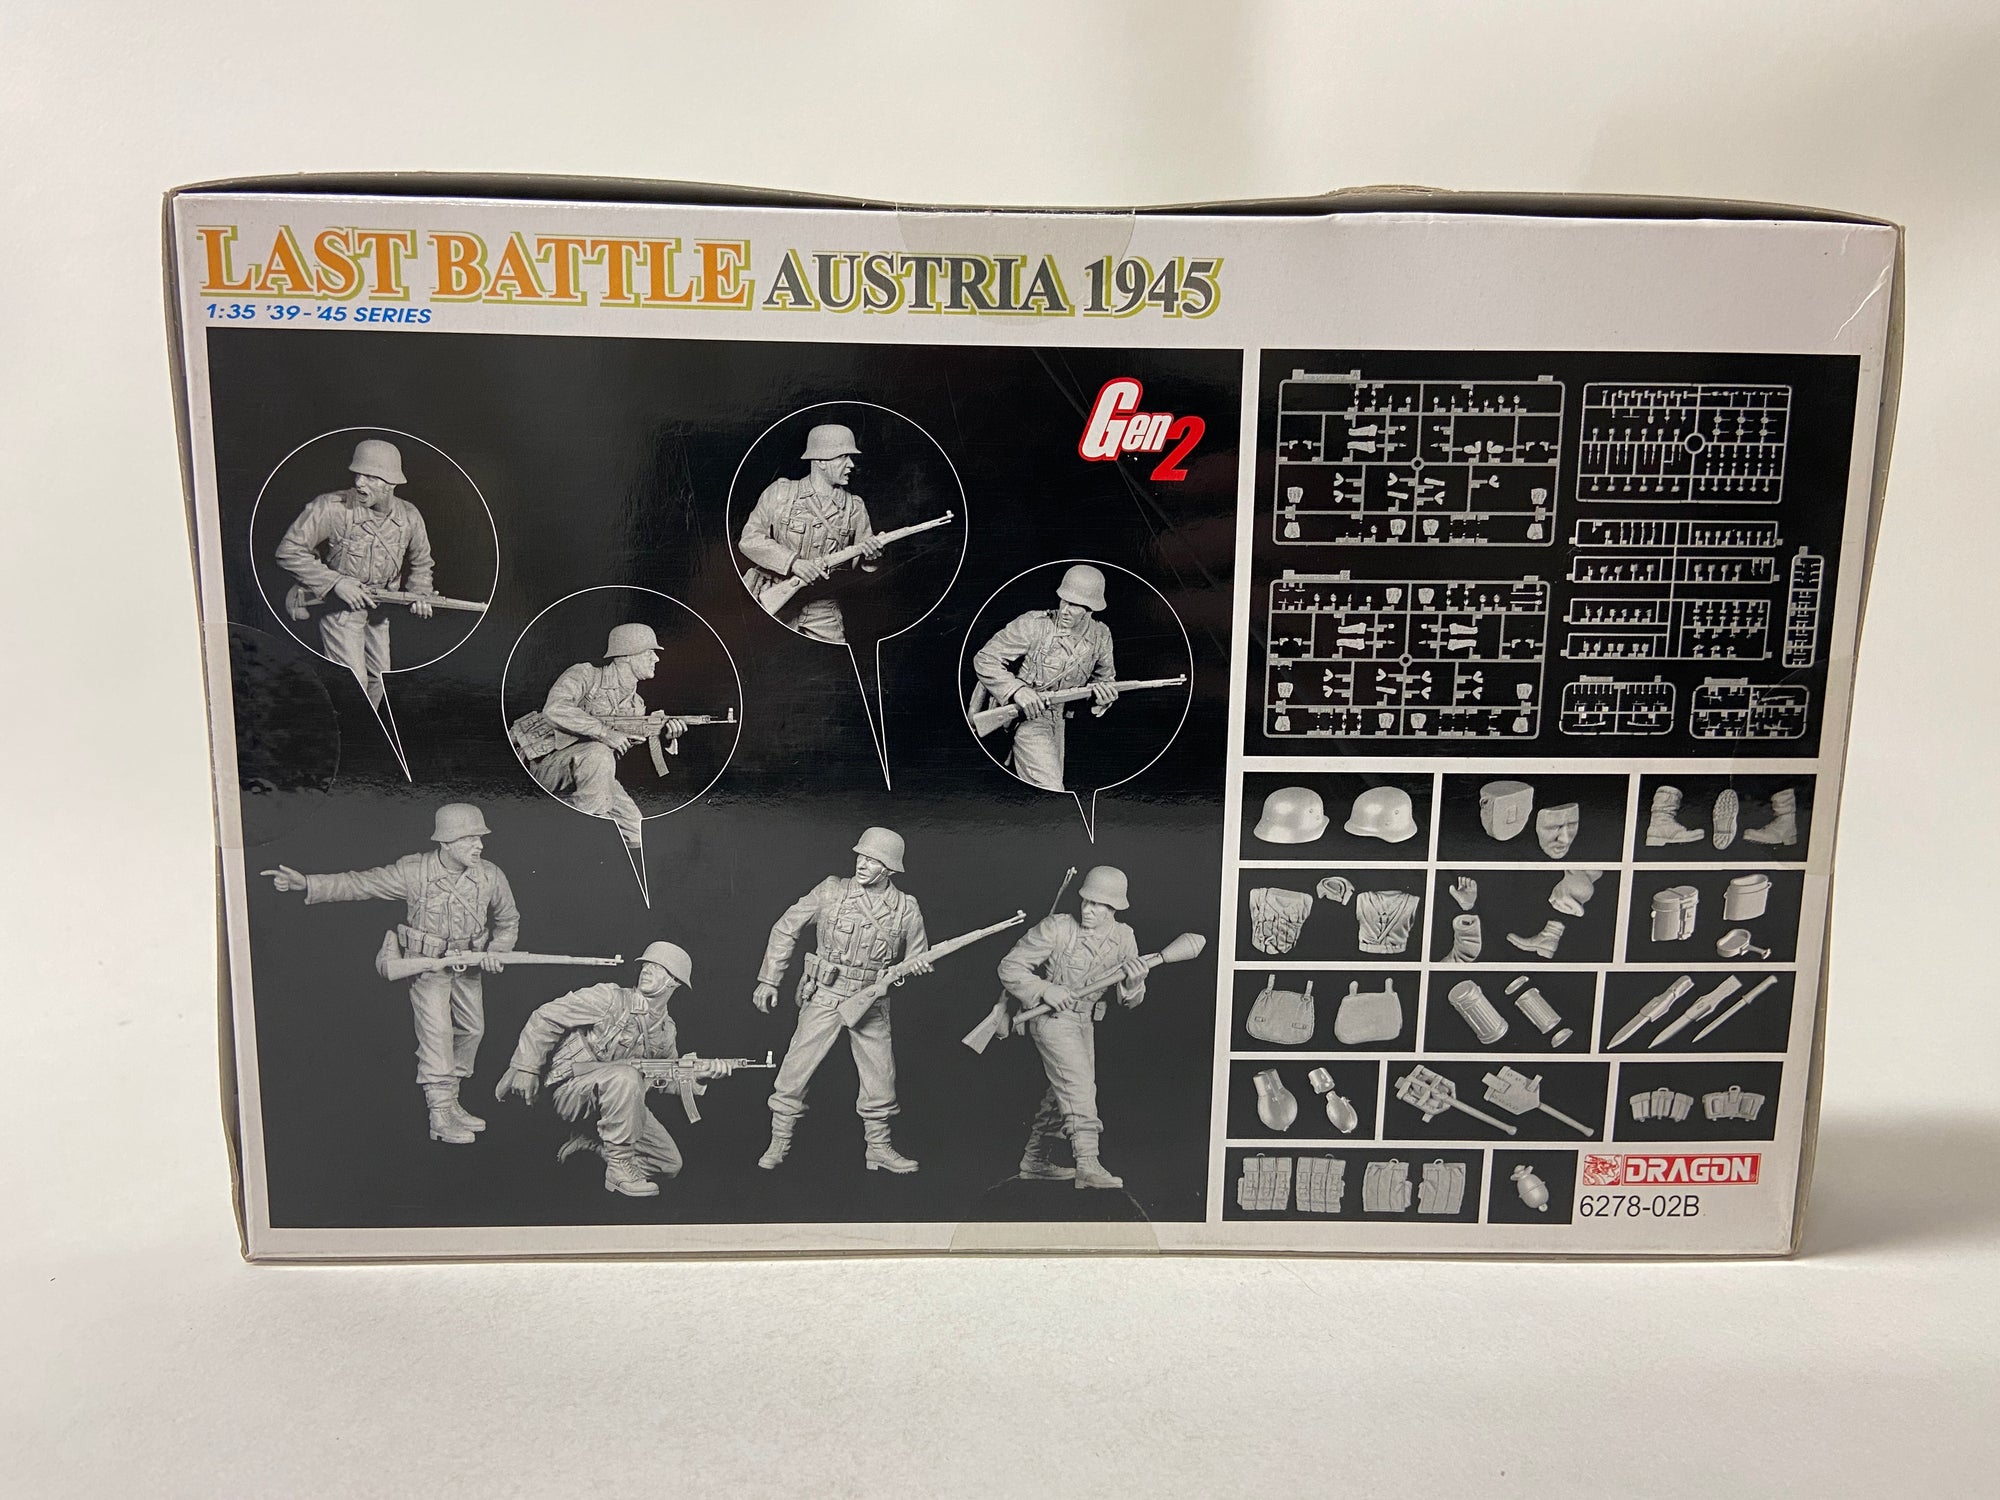 LAST BATTLE AUSTRIA 1945
1:35 '39-'45 SERIES
Gen2
DRAGON
6278-02B